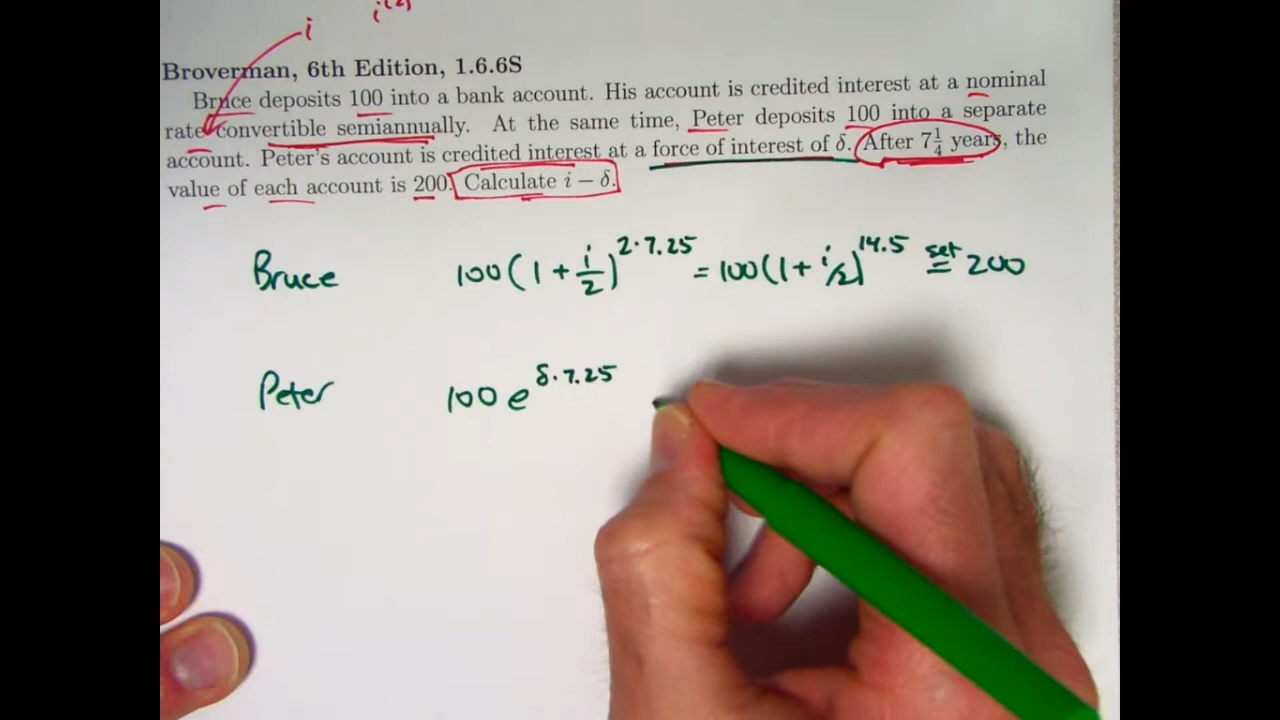 i i^(2)
Broverman, 6th Edition, 1.6.6S
Bruce deposits 100 into a bank account. His account is credited interest at a nominal
rate convertible semiannually. At the same time, Peter deposits 100 into a separate
account. Peter's account is credited interest at a force of interest of δ. After 7 1/4 years, the
value of each account is 200. Calculate i − δ.
Bruce 100(1 + i/2)^(2·7.25) = 100(1 + i/2)^14.5 set = 200
Peter 100 e^(δ·7.25)